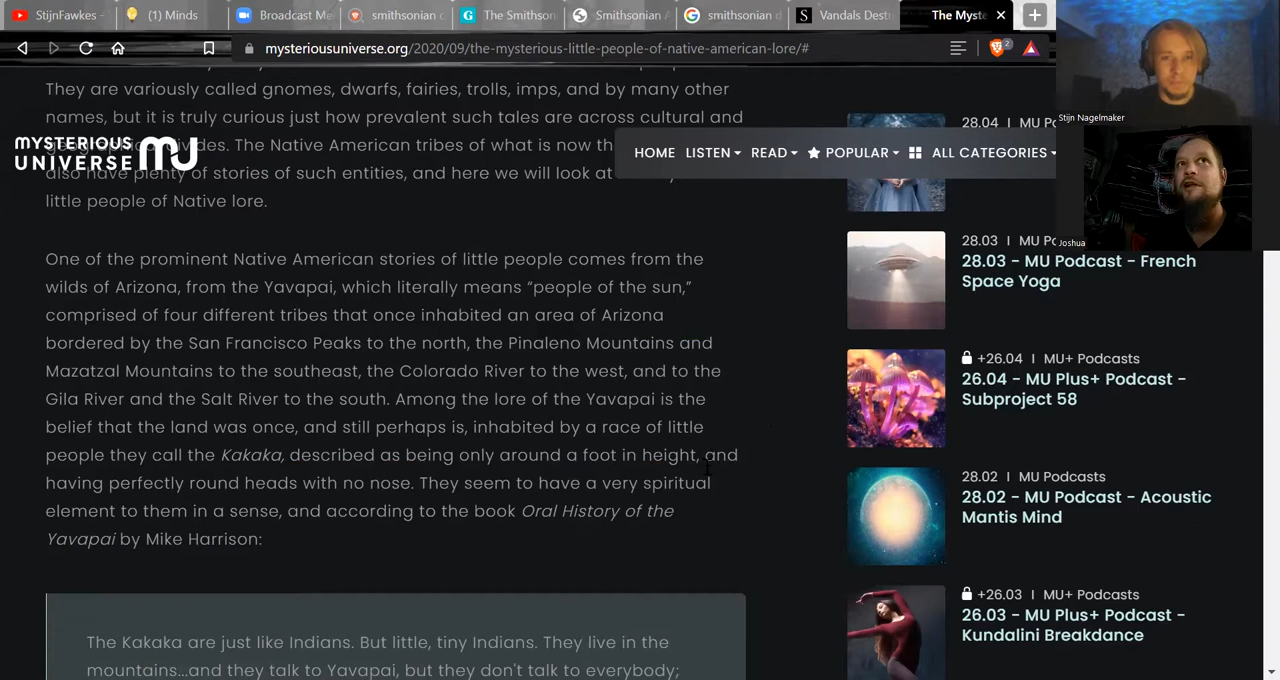 StijnFawkes -
(1) Minds
Broadcast Me
smithsonian c
The Smithson
Smithsonian A
smithsonian d
Vandals Dest
The Myste
mysteriousuniverse.org/2020/09/the-mysterious-little-people-of-native-american-lore/#
2
They are variously called gnomes, dwarfs, fairies, trolls, imps, and by many other
names, but it is truly curious just how prevalent such tales are across cultural and
divides. The Native American tribes of what is now th
also have plenty of stories of such entities, and here we will look at
little people of Native lore.
MYSTERIOUS
UNIVERSE
MU
HOME LISTEN READ POPULAR ALL CATEGORIES
One of the prominent Native American stories of little people comes from the
wilds of Arizona, from the Yavapai, which literally means “people of the sun,”
comprised of four different tribes that once inhabited an area of Arizona
bordered by the San Francisco Peaks to the north, the Pinaleno Mountains and
Mazatzal Mountains to the southeast, the Colorado River to the west, and to the
Gila River and the Salt River to the south. Among the lore of the Yavapai is the
belief that the land was once, and still perhaps is, inhabited by a race of little
people they call the Kakaka, described as being only around a foot in height, and
having perfectly round heads with no nose. They seem to have a very spiritual
element to them in a sense, and according to the book Oral History of the
Yavapai by Mike Harrison:
The Kakaka are just like Indians. But little, tiny Indians. They live in the
mountains...and they talk to Yavapai, but they don't talk to everybody;
28.04 | MU P
28.03 | MU Po
28.03 - MU Podcast - French
Space Yoga
+26.04 | MU+ Podcasts
26.04 - MU Plus+ Podcast -
Subproject 58
28.02 | MU Podcasts
28.02 - MU Podcast - Acoustic
Mantis Mind
+26.03 | MU+ Podcasts
26.03 - MU Plus+ Podcast -
Kundalini Breakdance
Stijn Nagelmaker
Joshua